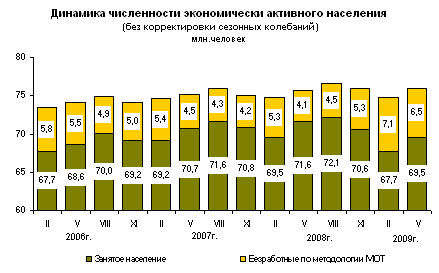 Динамика численности экономически активного населения
(без корректировки сезонных колебаний)
млн.человек
80
75
70
65
60
5,8 5,5 4,9 5,0 5,4 4,5 4,3 4,2 5,3 4,1 4,5 5,3 7,1 6,5
67,7 68,6 70,0 69,2 69,2 70,7 71,6 70,8 69,5 71,6 72,1 70,6 67,7 69,5
II V VIII XI II V VIII XI II V VIII XI II V
2006г. 2007г. 2008г. 2009г.
Занятое население Безработные по методологии МОТ